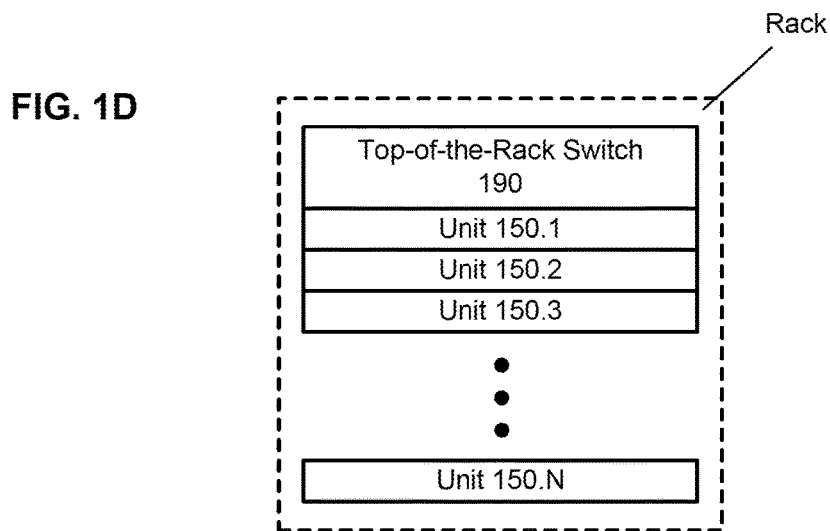 Rack
FIG. 1D
Top-of-the-Rack Switch
190
Unit 150.1
Unit 150.2
Unit 150.3
Unit 150.N